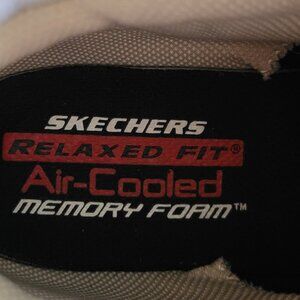 SKECHERS
RELAXED FIT®
Air-Cooled
MEMORY FOAM™